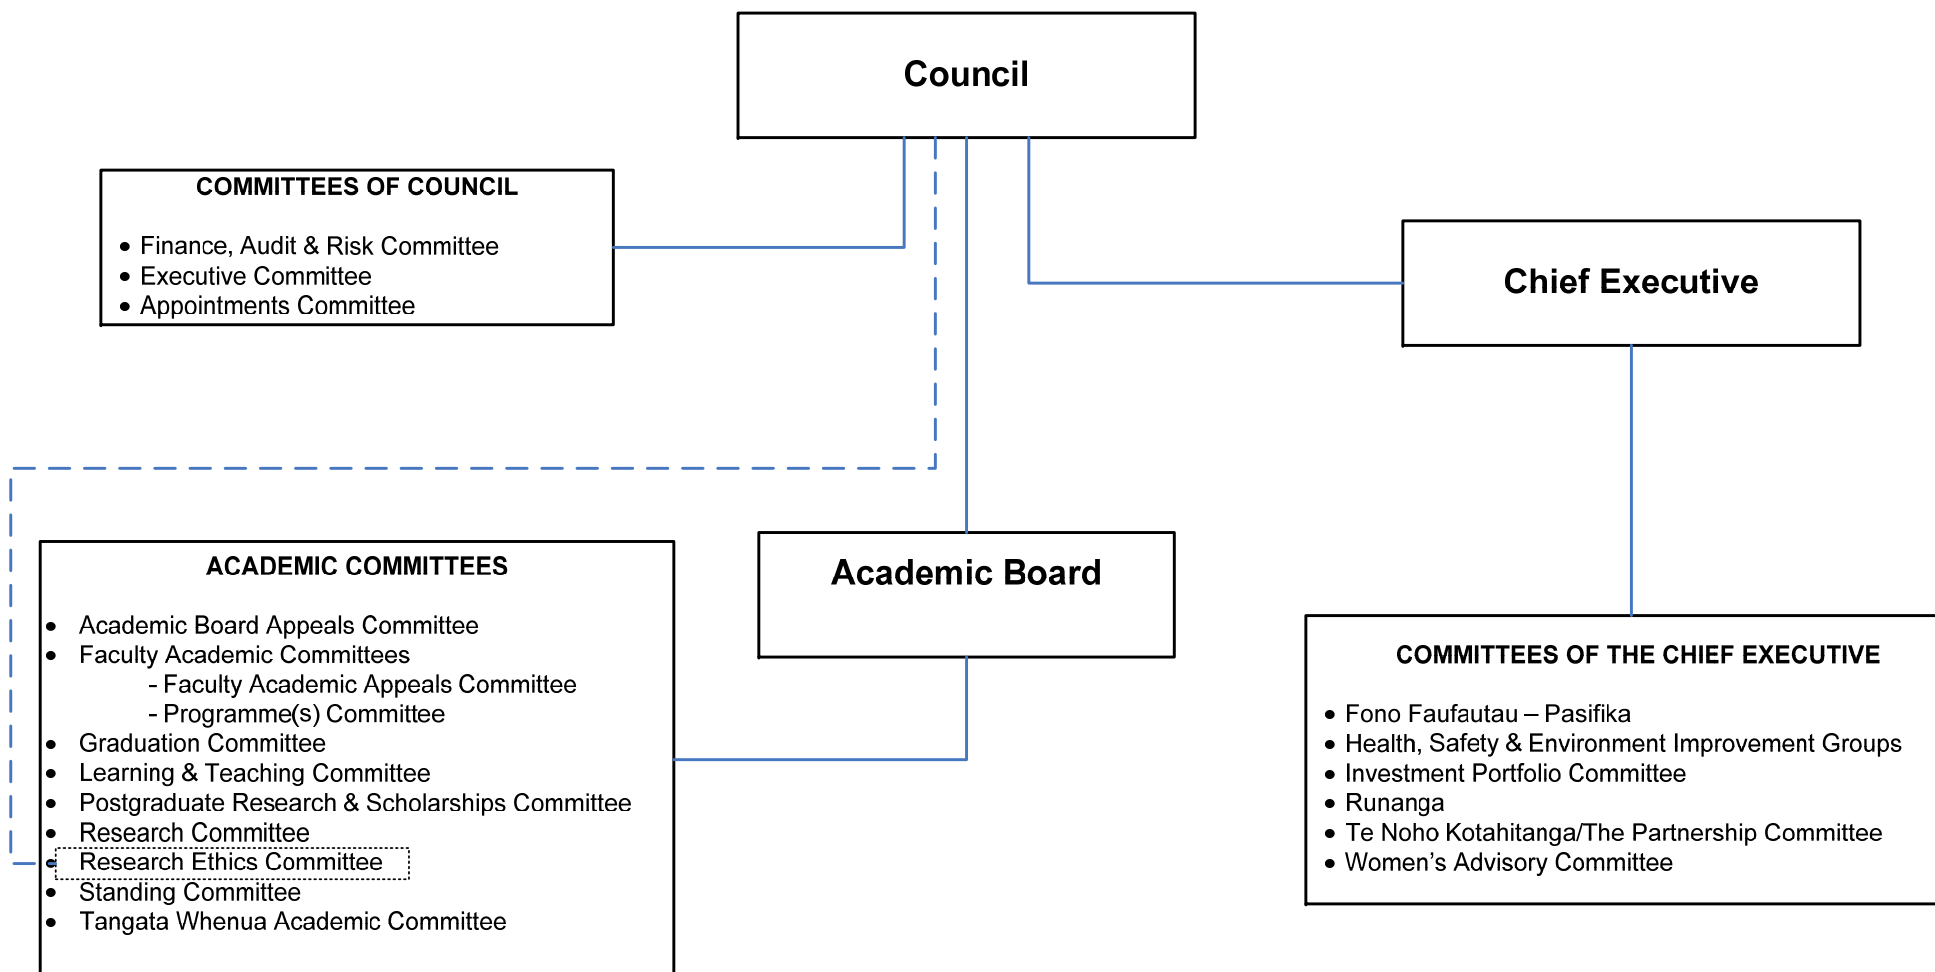 Council
COMMITTEES OF COUNCIL
• Finance, Audit & Risk Committee
• Executive Committee
• Appointments Committee
Chief Executive
Academic Board
ACADEMIC COMMITTEES
• Academic Board Appeals Committee
• Faculty Academic Committees
- Faculty Academic Appeals Committee
- Programme(s) Committee
• Graduation Committee
• Learning & Teaching Committee
• Postgraduate Research & Scholarships Committee
• Research Committee
• Research Ethics Committee
• Standing Committee
• Tangata Whenua Academic Committee
COMMITTEES OF THE CHIEF EXECUTIVE
• Fono Faufautau – Pasifika
• Health, Safety & Environment Improvement Groups
• Investment Portfolio Committee
• Runanga
• Te Noho Kotahitanga/The Partnership Committee
• Women’s Advisory Committee